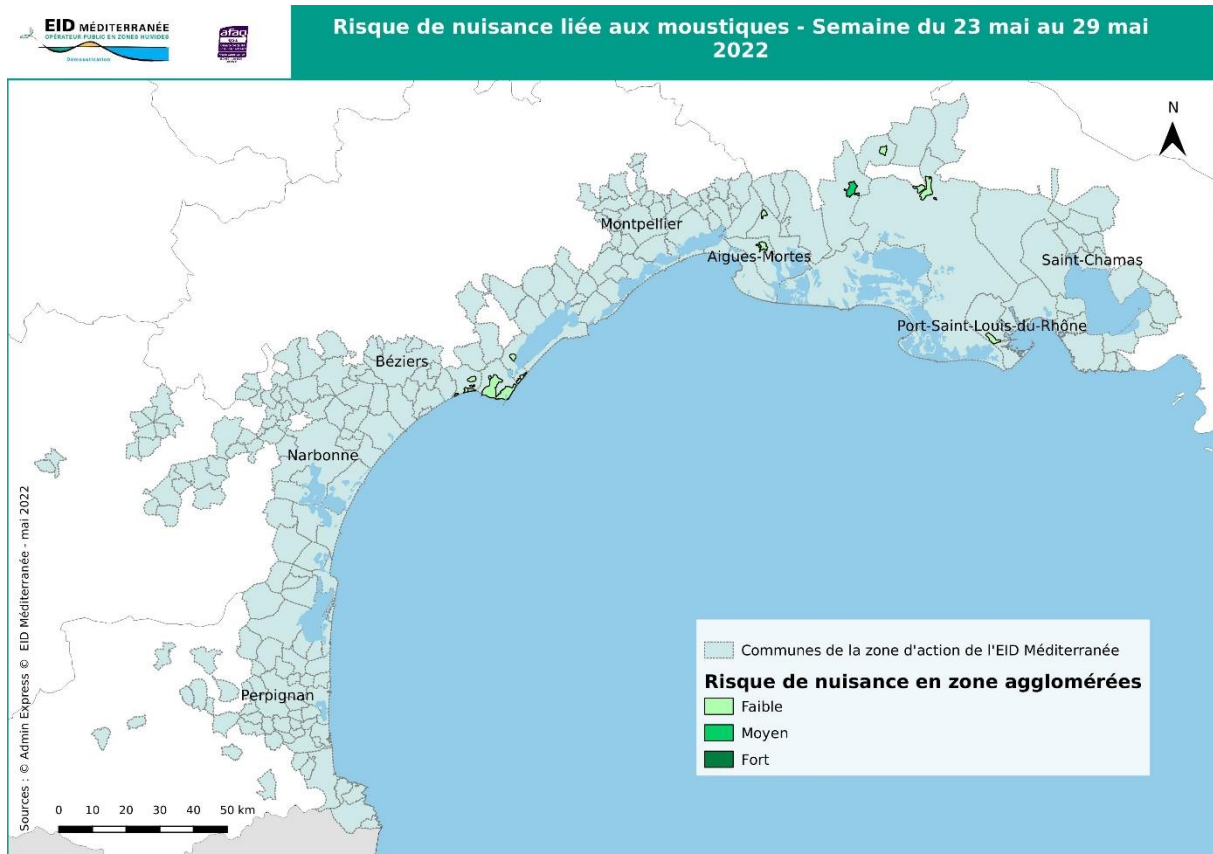 EID MÉDITERRANÉE
OPÉRATEUR PUBLIC EN ZONES HUMIDES
Démoustication
afaq
Risque de nuisance liée aux moustiques - Semaine du 23 mai au 29 mai
2022
N
Montpellier
Aigues-Mortes
Saint-Chamas
Port-Saint-Louis-du-Rhône
Béziers
Narbonne
Perpignan
Communes de la zone d'action de l'EID Méditerranée
Risque de nuisance en zone agglomérées
Faible
Moyen
Fort
0 10 20 30 40 50 km
Sources : © Admin Express © EID Méditerranée - mai 2022